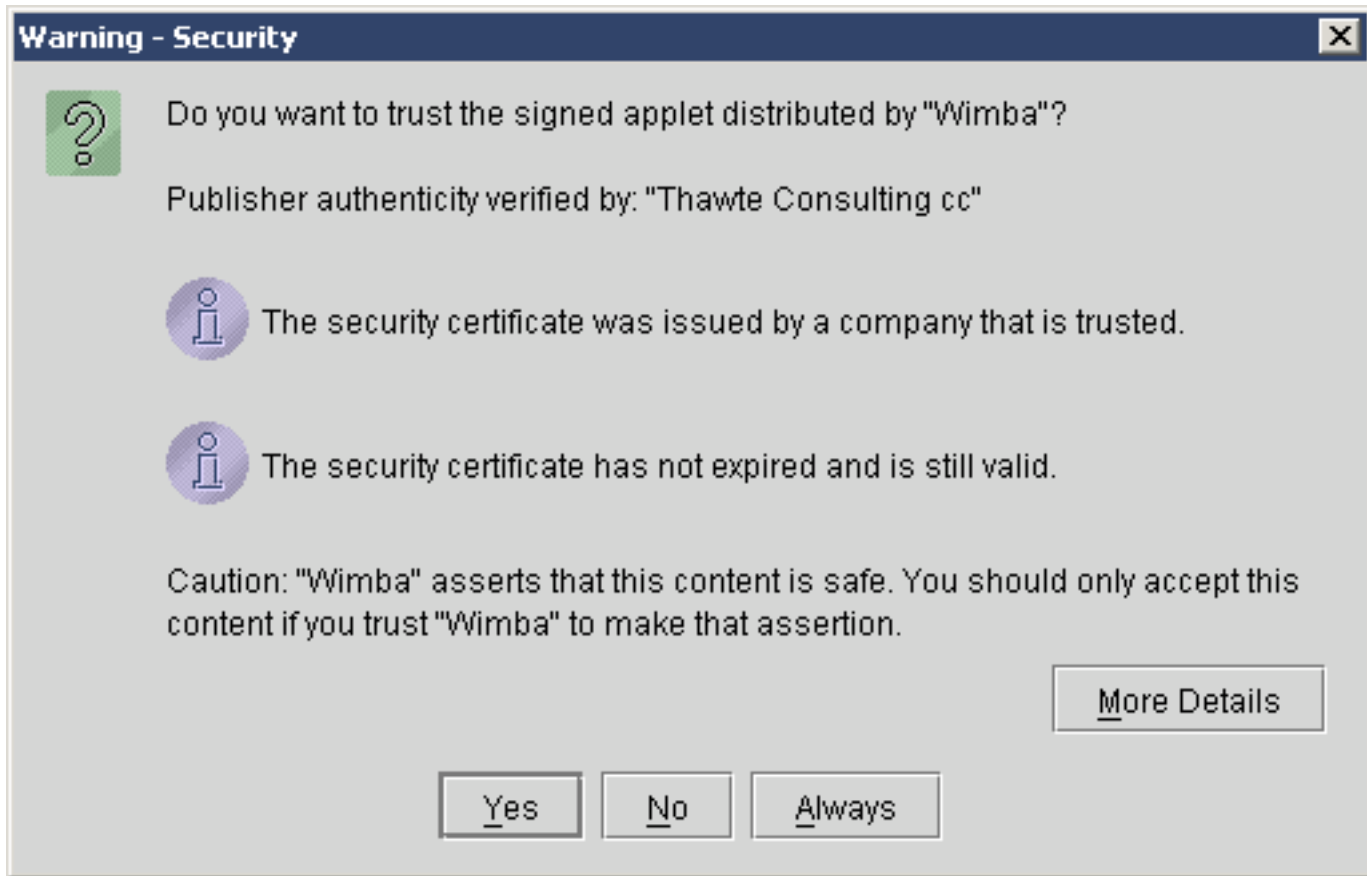 Warning - Security
Do you want to trust the signed applet distributed by "Wimba"?
Publisher authenticity verified by: "Thawte Consulting cc"
The security certificate was issued by a company that is trusted.
The security certificate has not expired and is still valid.
Caution: "Wimba" asserts that this content is safe. You should only accept this
content if you trust "Wimba" to make that assertion.
More Details
Yes No Always